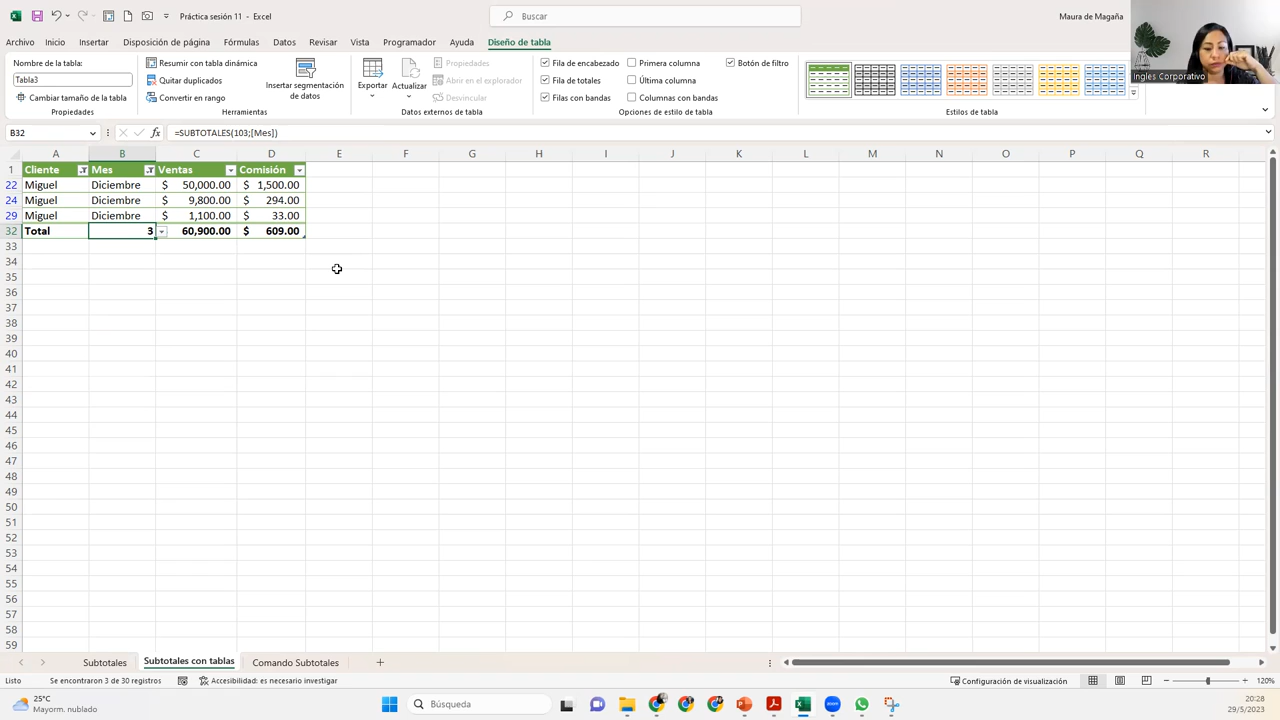 Práctica sesión 11 - Excel
Buscar
Maura de Magaña
Archivo Inicio Insertar Disposición de página Fórmulas Datos Revisar Vista Programador Ayuda Diseño de tabla
Ingles Corporativo
Nombre de la tabla:
Tabla3
Cambiar tamaño de la tabla
Propiedades
Resumir con tabla dinámica
Quitar duplicados
Convertir en rango
Insertar segmentación
de datos
Herramientas
Exportar
Actualizar
Propiedades
Abrir en el explorador
Desvincular
Datos externos de tabla
Fila de encabezado
Fila de totales
Filas con bandas
Primera columna
Última columna
Columnas con bandas
Botón de filtro
Opciones de estilo de tabla
Estilos de tabla
B32
fx
=SUBTOTALES(103;[Mes])
A B C D E F G H I J K L M N O P Q R
1 Cliente Mes Ventas Comisión
22 Miguel Diciembre $ 50,000.00 $ 1,500.00
24 Miguel Diciembre $ 9,800.00 $ 294.00
29 Miguel Diciembre $ 1,100.00 $ 33.00
32 Total 3 60,900.00 $ 609.00
33
34
35
36
37
38
39
40
41
42
43
44
45
46
47
48
49
50
51
52
53
54
55
56
57
58
59
Subtotales Subtotales con tablas Comando Subtotales
Listo Se encontraron 3 de 30 registros Accesibilidad: es necesario investigar Configuración de visualización 120%
25°C
Mayorm. nublado
Búsqueda
zoom
20:28
29/5/2023